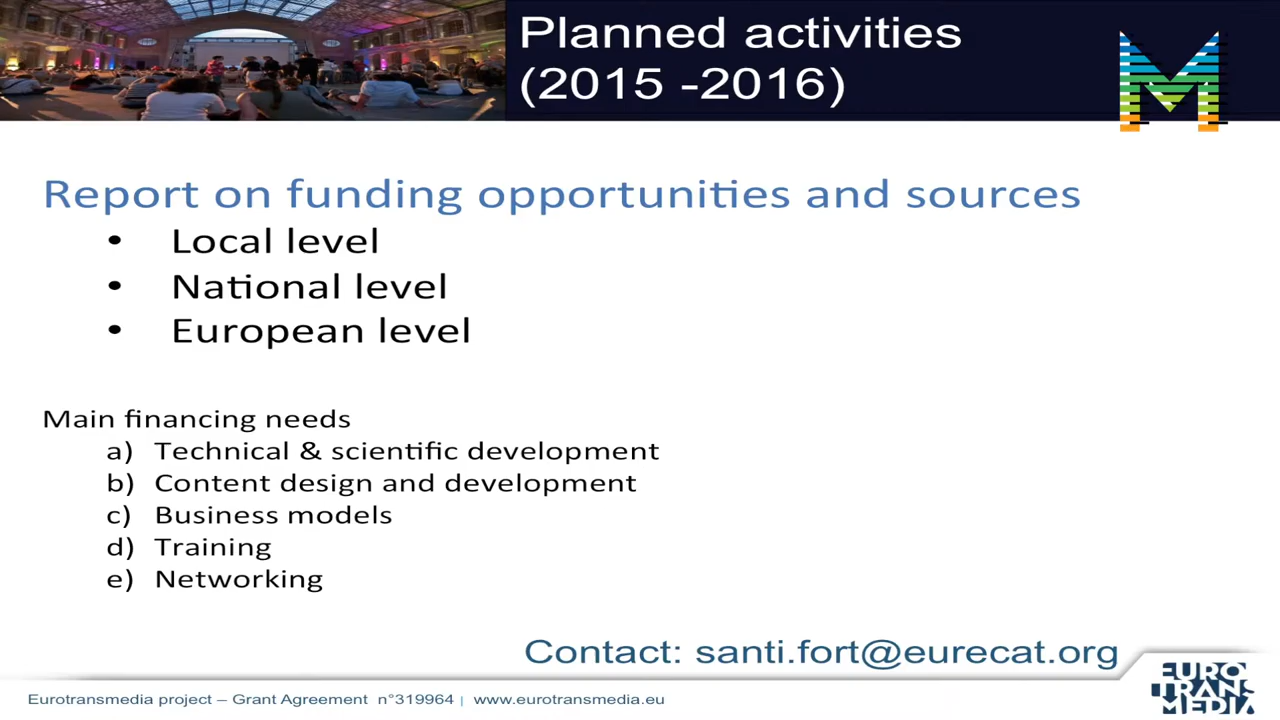 Planned activities
(2015 -2016)
Report on funding opportunities and sources
• Local level
• National level
• European level
Main financing needs
a) Technical & scientific development
b) Content design and development
c) Business models
d) Training
e) Networking
Contact: santi.fort@eurecat.org
Eurotransmedia project – Grant Agreement n°319964 | www.eurotransmedia.eu
EURO
TRANS
MEDIA